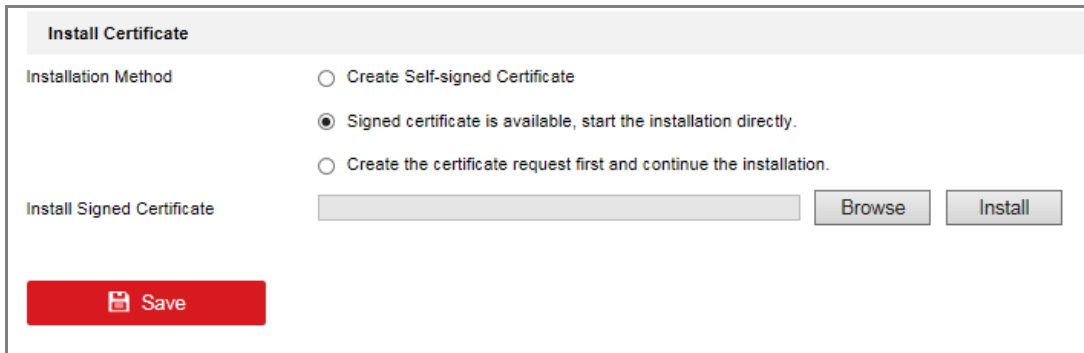 Install Certificate
Installation Method
Create Self-signed Certificate
Signed certificate is available, start the installation directly.
Create the certificate request first and continue the installation.
Install Signed Certificate
Browse
Install
Save